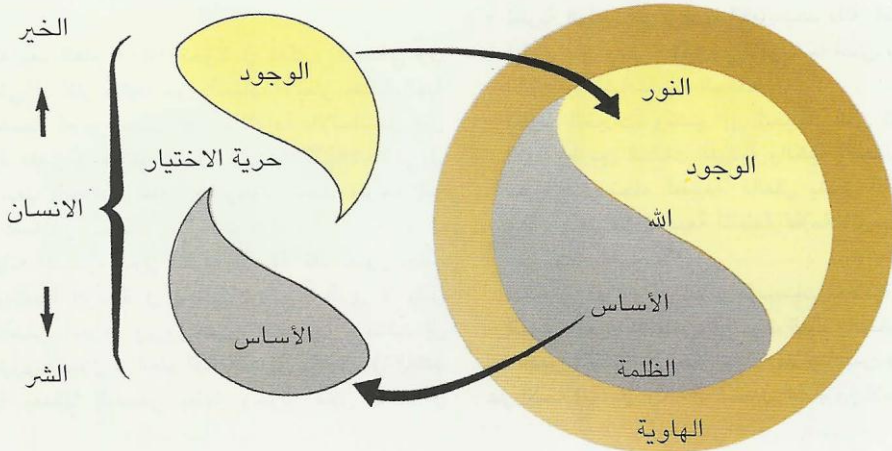 الخير
الانسان
الشر
الوجود
حرية الاختيار
الأساس
النور
الوجود
الله
الأساس
الظلمة
الهاوية